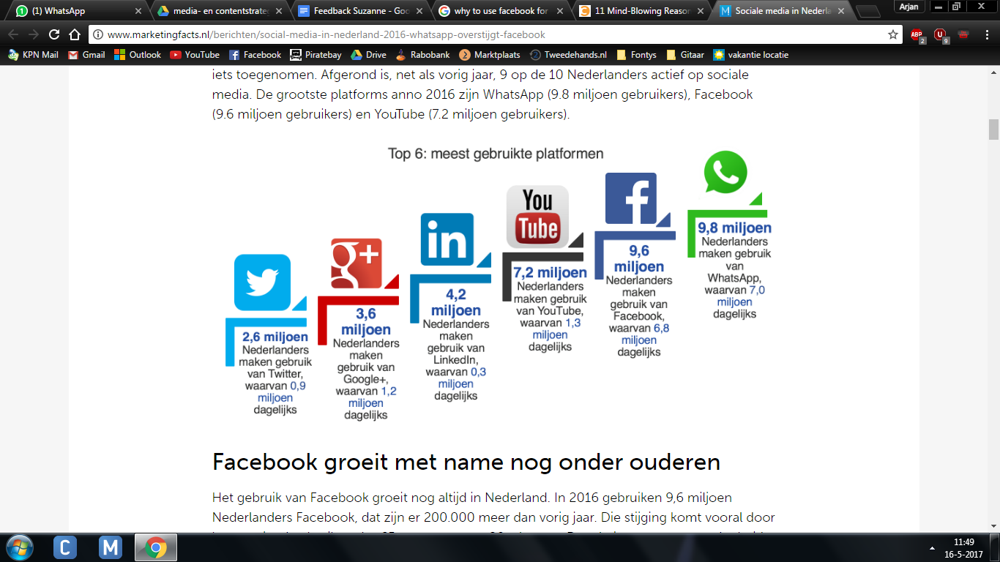 (1) WhatsApp
media- en contentstrate
Feedback Suzanne - Goo
why to use facebook for
11 Mind-Blowing Reason
Sociale media in Nederla
Arjan
www.marketingfacts.nl/berichten/social-media-in-nederland-2016-whatsapp-overstijgt-facebook
ABP
2
9
KPN Mail
Gmail
Outlook
YouTube
Facebook
Piratebay
Drive
Rabobank
Marktplaats
Tweedehands.nl
Fontys
Gitaar
vakantie locatie
iets toegenomen. Afgerond is, net als vorig jaar, 9 op de 10 Nederlanders actief op sociale
media. De grootste platforms anno 2016 zijn WhatsApp (9.8 miljoen gebruikers), Facebook
(9.6 miljoen gebruikers) en YouTube (7.2 miljoen gebruikers).
Top 6: meest gebruikte platformen
2,6 miljoen
Nederlanders
maken gebruik
van Twitter,
waarvan 0,9
miljoen
dagelijks
g+
3,6
miljoen
Nederlanders
maken
gebruik van
Google+,
waarvan 1,2
miljoen
dagelijks
in
4,2
miljoen
Nederlanders
maken
gebruik van
LinkedIn,
waarvan 0,3
miljoen
dagelijks
You
Tube
7,2 miljoen
Nederlanders
maken gebruik
van YouTube,
waarvan 1,3
miljoen
dagelijks
f
9,6
miljoen
Nederlanders
maken
gebruik van
Facebook,
waarvan 6,8
miljoen
dagelijks
9,8 miljoen
Nederlanders
maken gebruik
van
WhatsApp,
waarvan 7,0
miljoen
dagelijks
Facebook groeit met name nog onder ouderen
Het gebruik van Facebook groeit nog altijd in Nederland. In 2016 gebruiken 9,6 miljoen
Nederlanders Facebook, dat zijn er 200.000 meer dan vorig jaar. Die stijging komt vooral door
C
M
11:49
16-5-2017